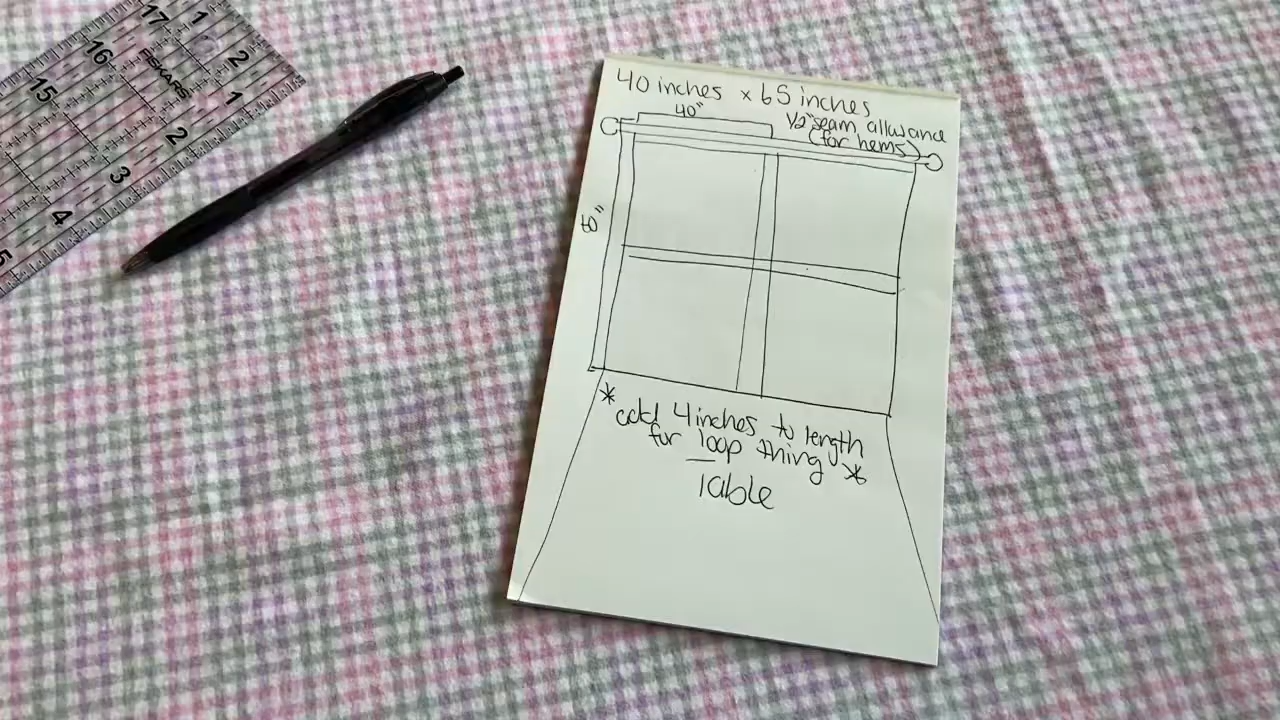 40 inches x 65 inches
40"
1/2" seam allowance
(for hems)
60"
* add 4 inches to length
for loop thing *
Table
FISKARS
17
16
15
1
2
1
2
3
4
5